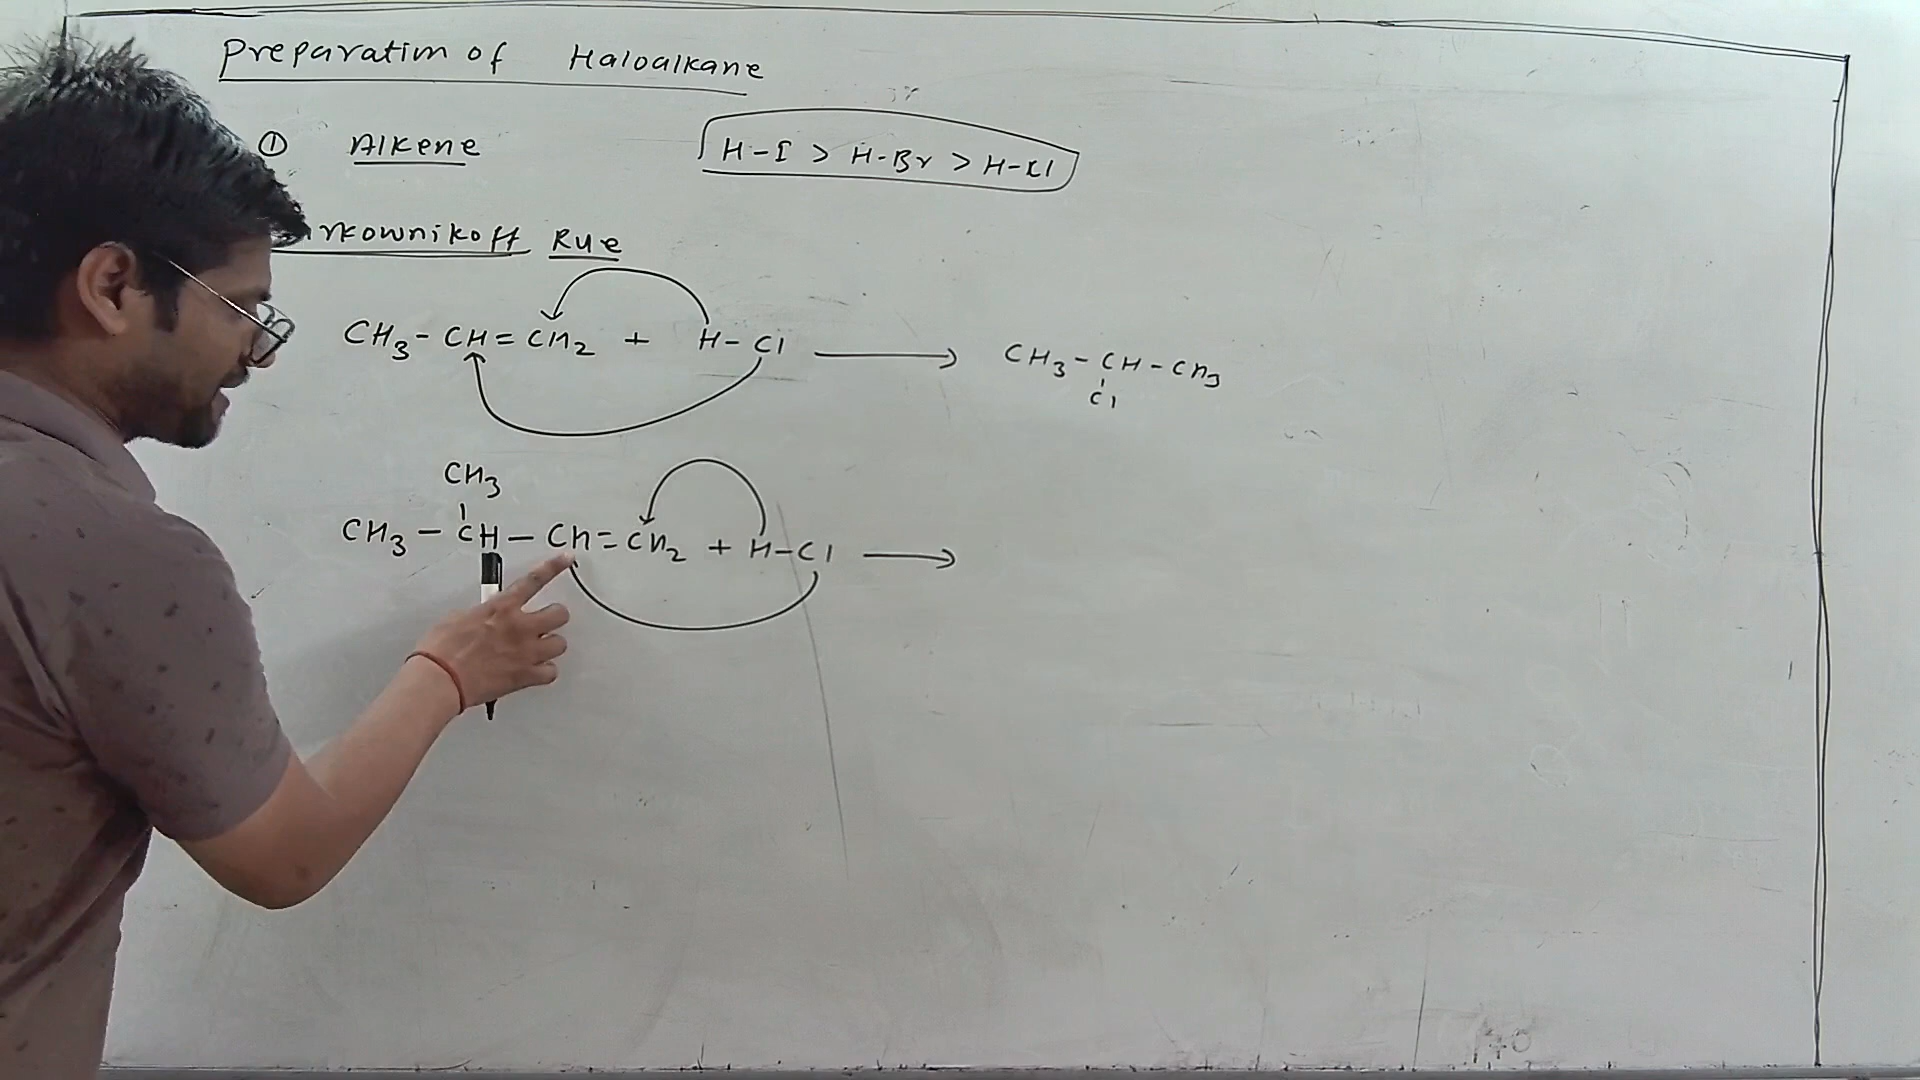 Preparation of Haloalkane
① Alkene
H-I > H-Br > H-Cl
rkownikoff Rue
CH3-CH=CH2 + H-Cl ⟶ CH3-CH-CH3
Cl
CH3
CH3-CH-CH=CH2 + H-Cl ⟶